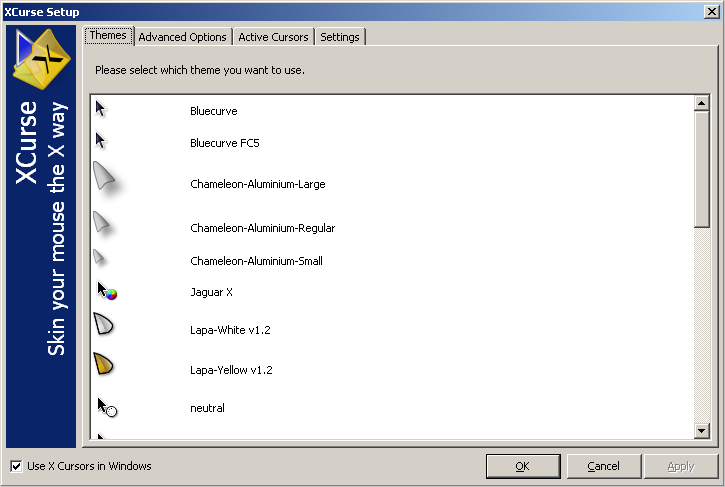 XCurse Setup
Themes
Advanced Options
Active Cursors
Settings
XCurse
Skin your mouse the X way
Please select which theme you want to use.
Bluecurve
Bluecurve FC5
Chameleon-Aluminium-Large
Chameleon-Aluminium-Regular
Chameleon-Aluminium-Small
Jaguar X
Lapa-White v1.2
Lapa-Yellow v1.2
neutral
Use X Cursors in Windows
OK
Cancel
Apply